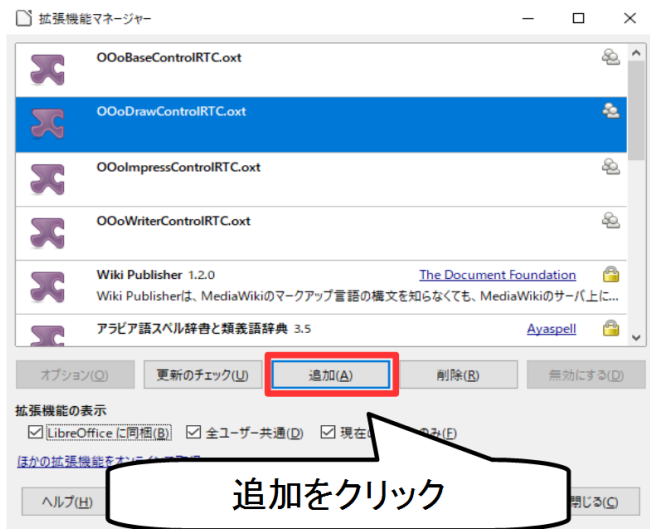 拡張機能マネージャー
OOoBaseControlRTC.oxt
OOoDrawControlRTC.oxt
OOoImpressControlRTC.oxt
OOoWriterControlRTC.oxt
Wiki Publisher 1.2.0 The Document Foundation
Wiki Publisherは、MediaWikiのマークアップ言語の構文を知らなくても、MediaWikiのサーバ上に...
アラビア語スペル辞書と類義語辞典 3.5 Ayaspell
オプション(O) 更新のチェック(U) 追加(A) 削除(R) 無効にする(D)
拡張機能の表示
LibreOffice に同梱(B) 全ユーザー共通(D) 現在の のみ(E)
ほかの拡張機能をオンライン
ヘルプ(H) 閉じる(C)
追加をクリック